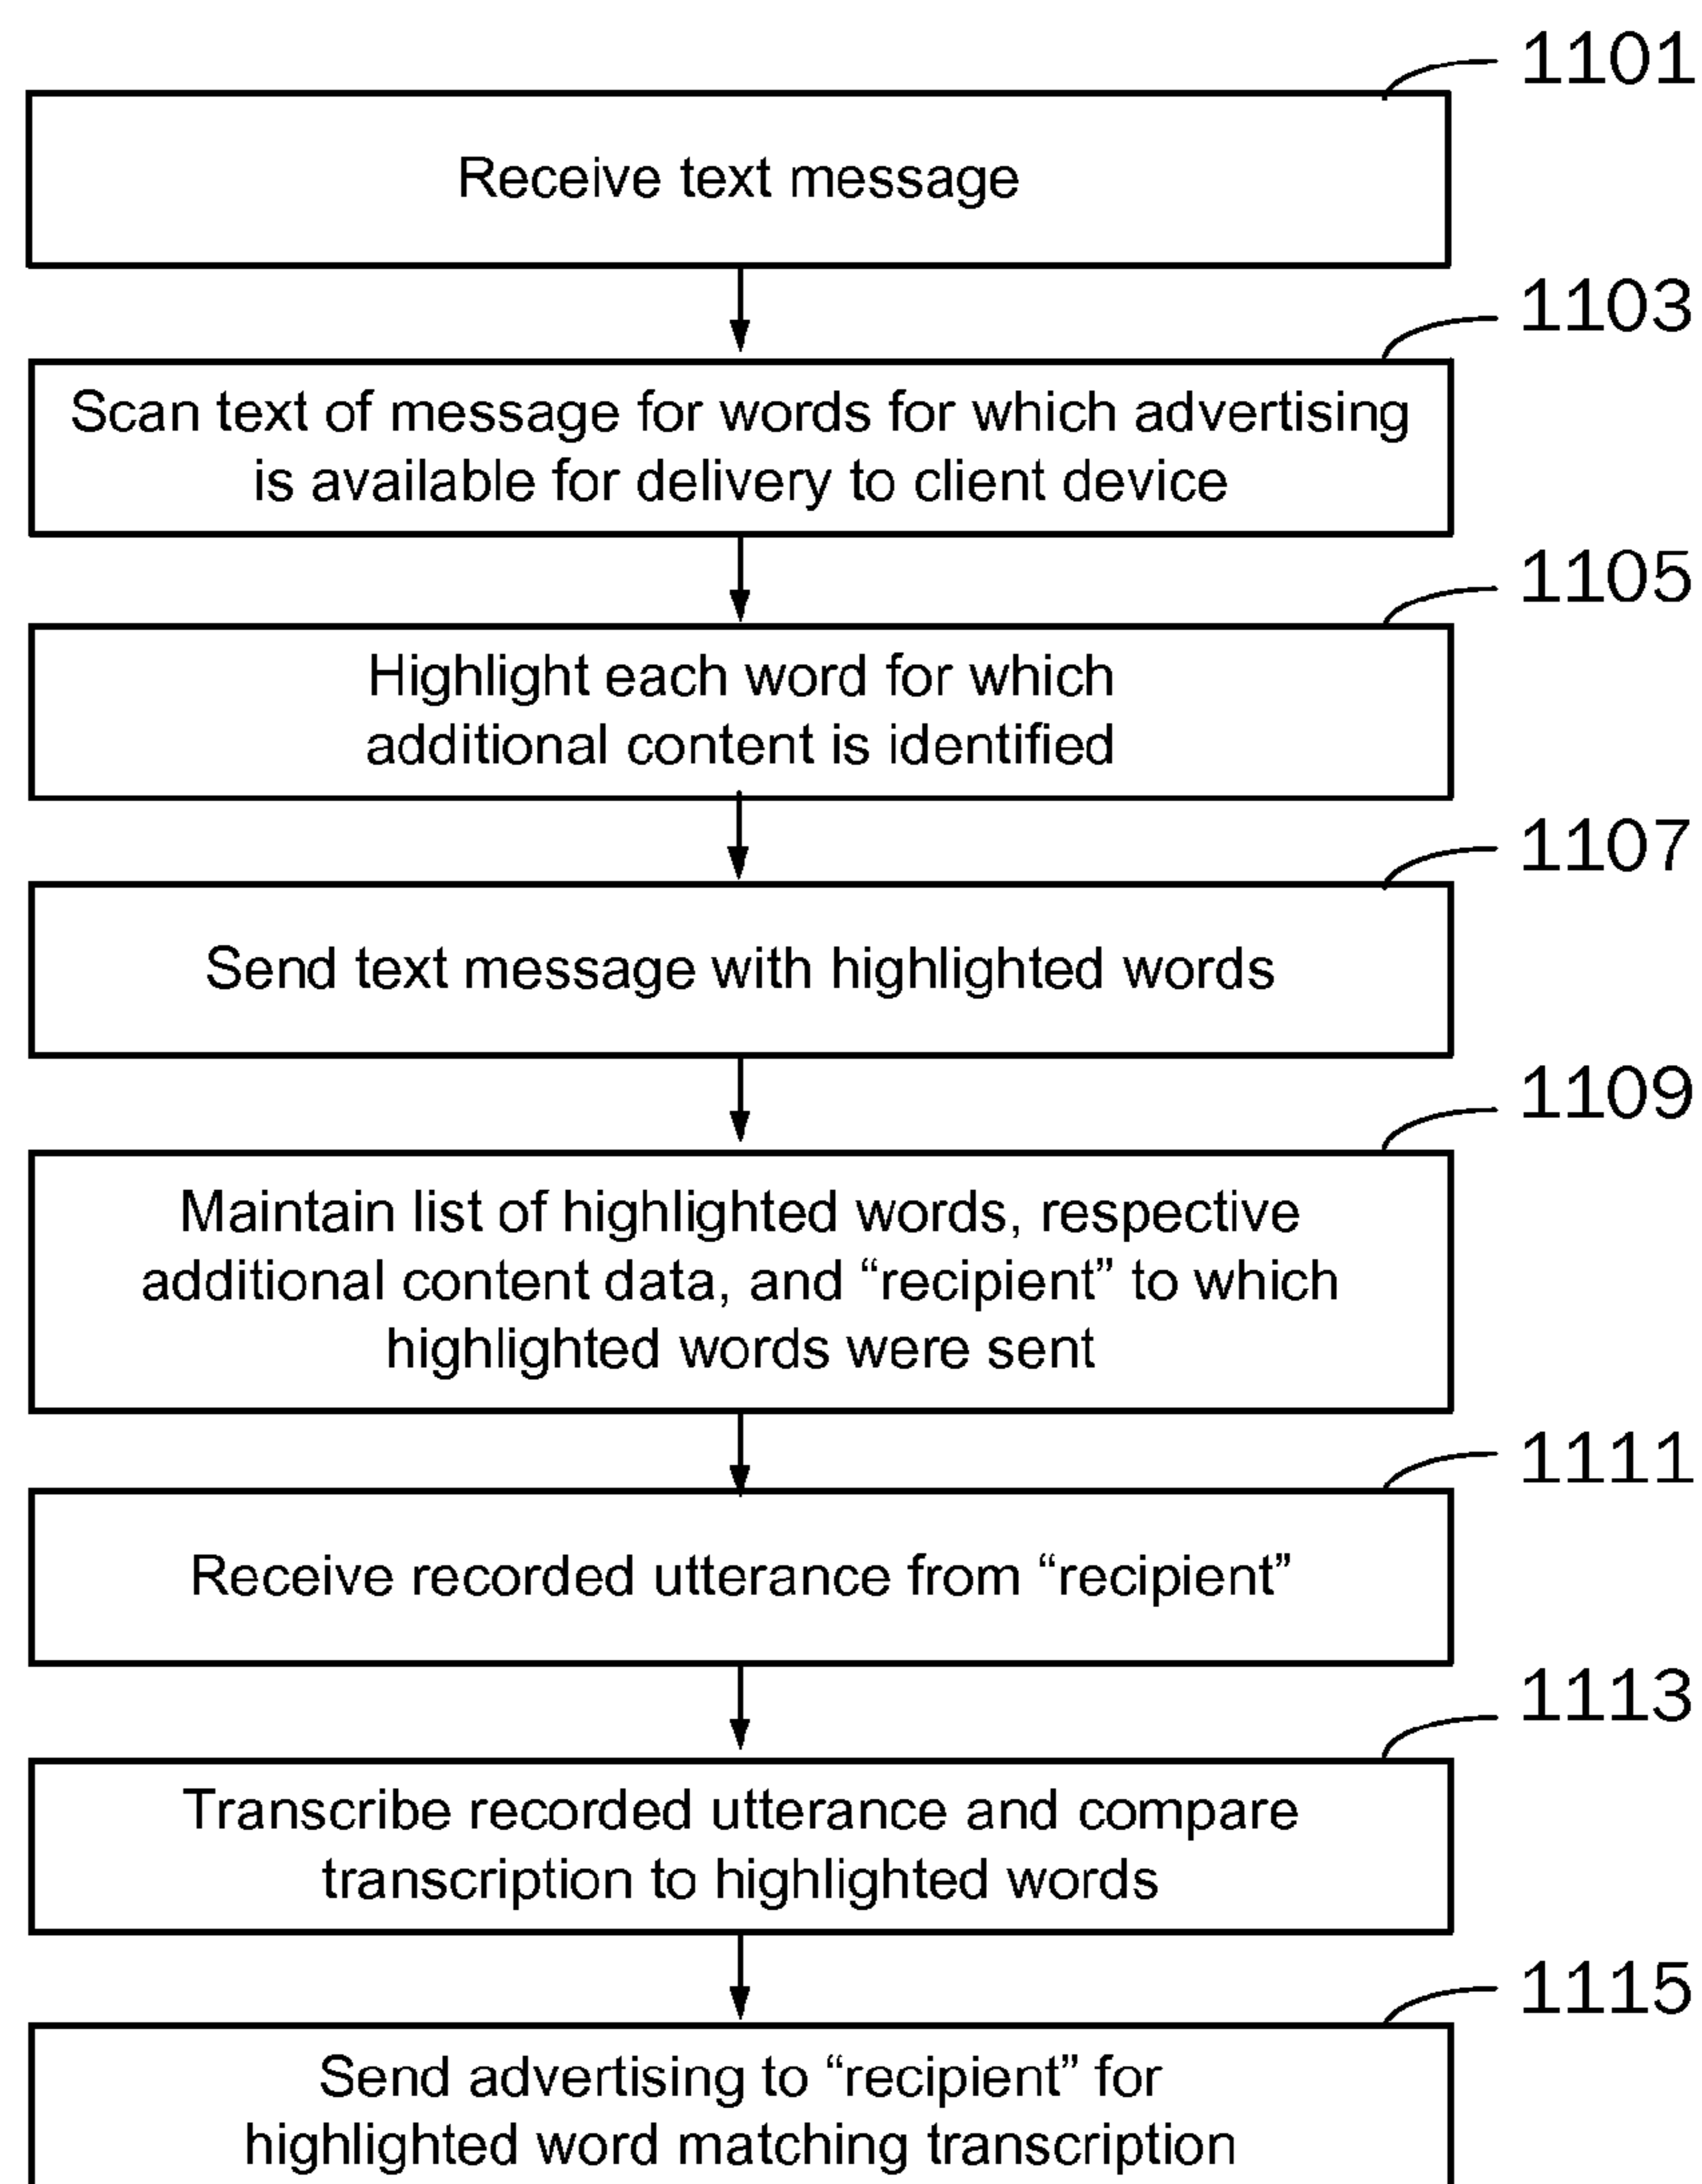 1101
Receive text message
1103
Scan text of message for words for which advertising
is available for delivery to client device
1105
Highlight each word for which
additional content is identified
1107
Send text message with highlighted words
1109
Maintain list of highlighted words, respective
additional content data, and “recipient” to which
highlighted words were sent
1111
Receive recorded utterance from “recipient”
1113
Transcribe recorded utterance and compare
transcription to highlighted words
1115
Send advertising to “recipient” for
highlighted word matching transcription